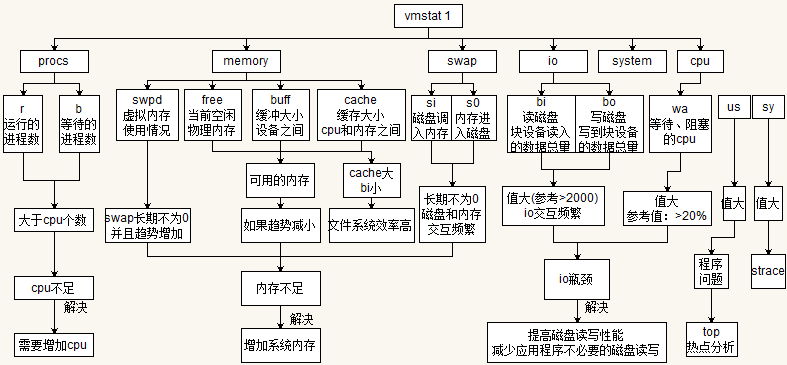 vmstat 1
procs
memory
swap
io
system
cpu
r
运行的
进程数
b
等待的
进程数
swpd
虚拟内存
使用情况
free
当前空闲
物理内存
buff
缓冲大小
设备之间
cache
缓存大小
cpu和内存之间
si
磁盘调
入内存
s0
内存进
入磁盘
bi
读磁盘
块设备读入
的数据总量
bo
写磁盘
写到块设备
的数据总量
wa
等待、阻塞
的cpu
us
sy
可用的内存
cache大
bi小
大于cpu个数
swap长期不为0
并且趋势增加
如果趋势减小
文件系统效率高
长期不为0
磁盘和内存
交互频繁
值大(参考>2000)
io交互频繁
值大
参考值：>20%
值大
值大
cpu不足
内存不足
io瓶颈
程序
问题
strace
解决
解决
解决
需要增加cpu
增加系统内存
提高磁盘读写性能
减少应用程序不必要的磁盘读写
top
热点分析